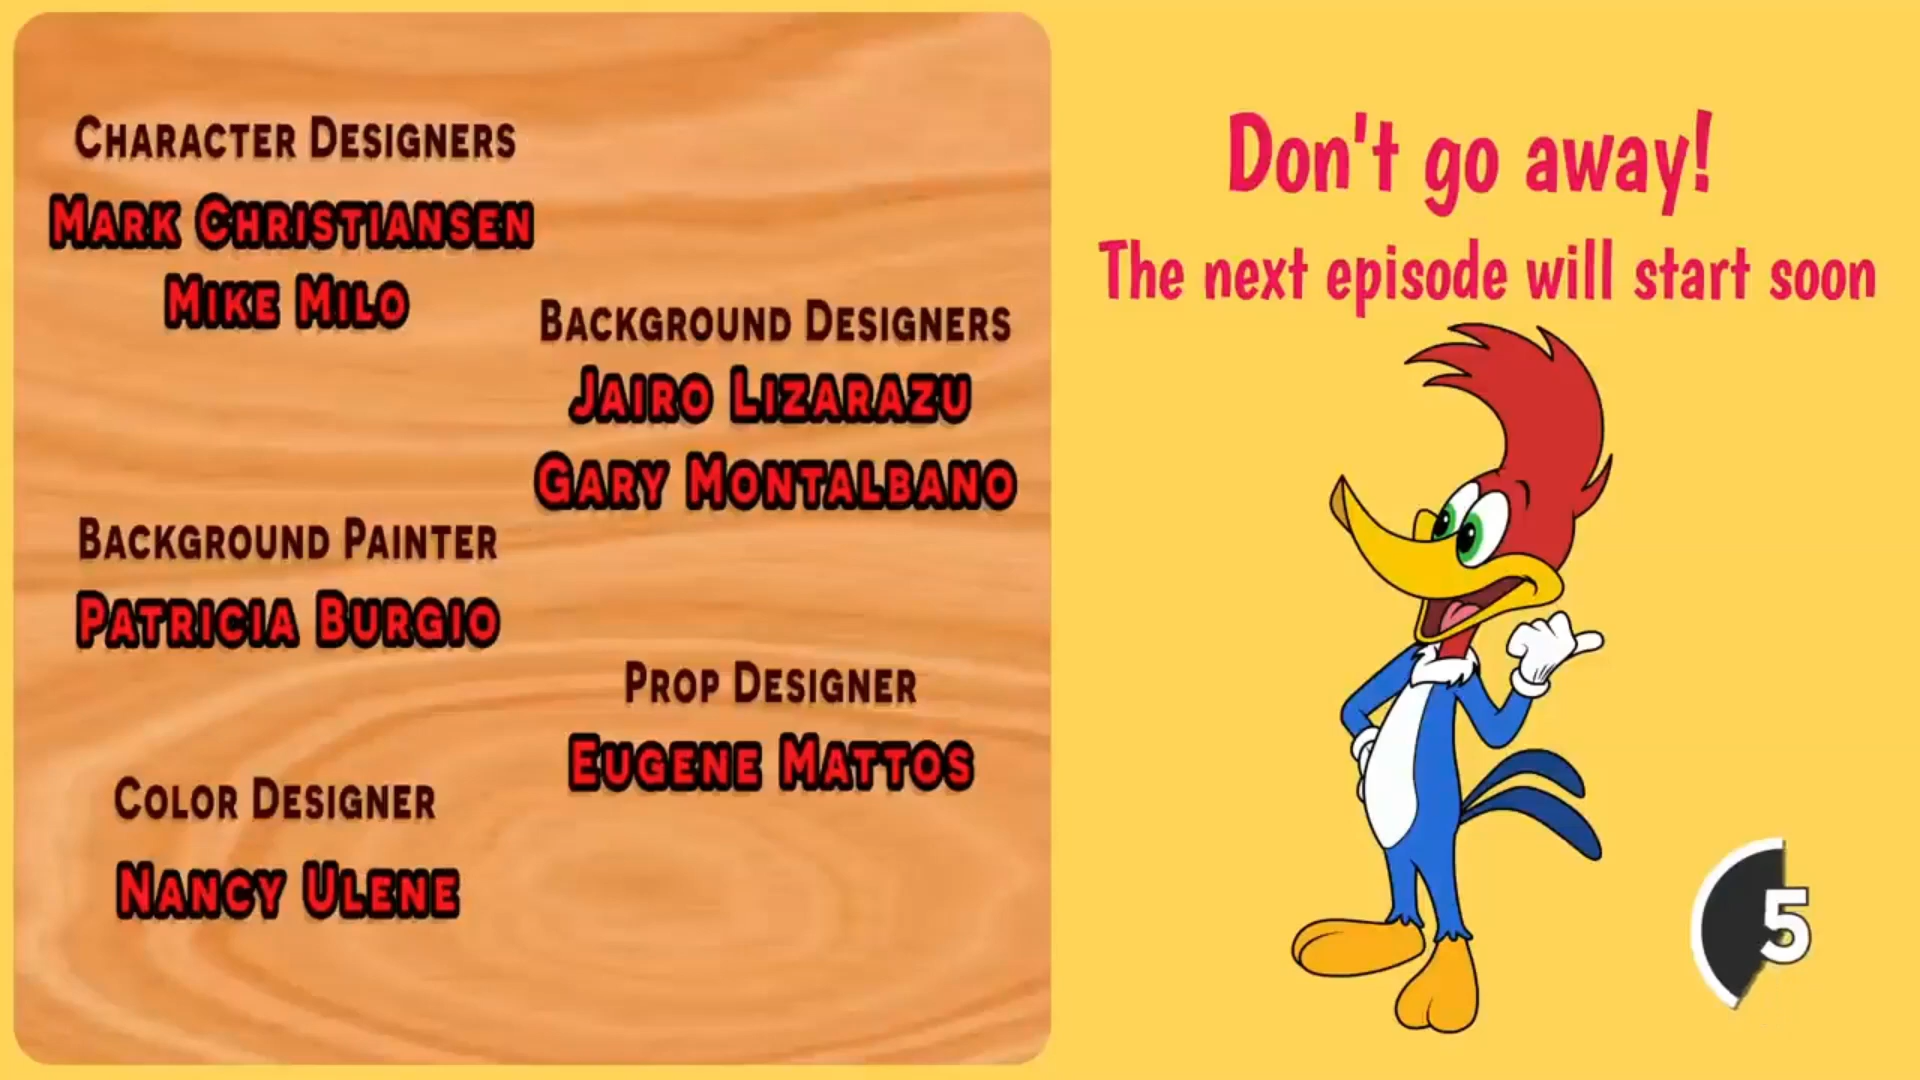 Character Designers
Mark Christiansen
Mike Milo
Background Designers
Jairo Lizarazu
Gary Montalbano
Background Painter
Patricia Burgio
Prop Designer
Eugene Mattos
Color Designer
Nancy Ulene
Don't go away!
The next episode will start soon
5